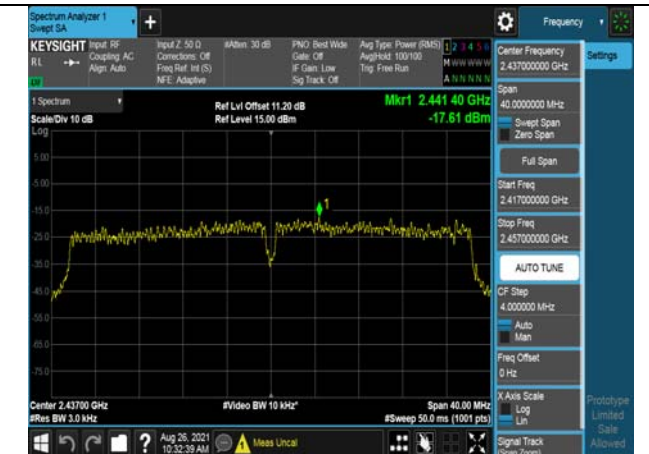 Spectrum Analyzer 1
Swept SA
+
Frequency
KEYSIGHT
Input: RF
Input Z: 50 Ω
#Atten: 30 dB
PNO: Best Wide
Avg Type: Power (RMS)
1 2 3 4 5 6
RL
Coupling: AC
Corrections: Off
Gate: Off
Avg|Hold: 100/100
M W W W W W
Align: Auto
Freq Ref: Int (S)
IF Gain: Low
Trig: Free Run
NFE: Adaptive
Sig Track: Off
A N N N N N
1 Spectrum
Ref Lvl Offset 11.20 dB
Mkr1 2.441 40 GHz
Scale/Div 10 dB
Ref Level 15.00 dBm
-17.61 dBm
Log
5.00
-5.00
-15.0
-25.0
-35.0
-45.0
-55.0
-65.0
-75.0
1
Center 2.43700 GHz
#Video BW 10 kHz*
Span 40.00 MHz
#Res BW 3.0 kHz
#Sweep 50.0 ms (1001 pts)
Center Frequency
2.437000000 GHz
Settings
Span
40.0000000 MHz
Swept Span
Zero Span
Full Span
Start Freq
2.417000000 GHz
Stop Freq
2.457000000 GHz
AUTO TUNE
CF Step
4.000000 MHz
Auto
Man
Freq Offset
0 Hz
X Axis Scale
Log
Lin
Signal Track
(Span Zoom)
Prototype
Limited
Sale
Allowed
?
Aug 26, 2021
10:32:39 AM
Meas Uncal